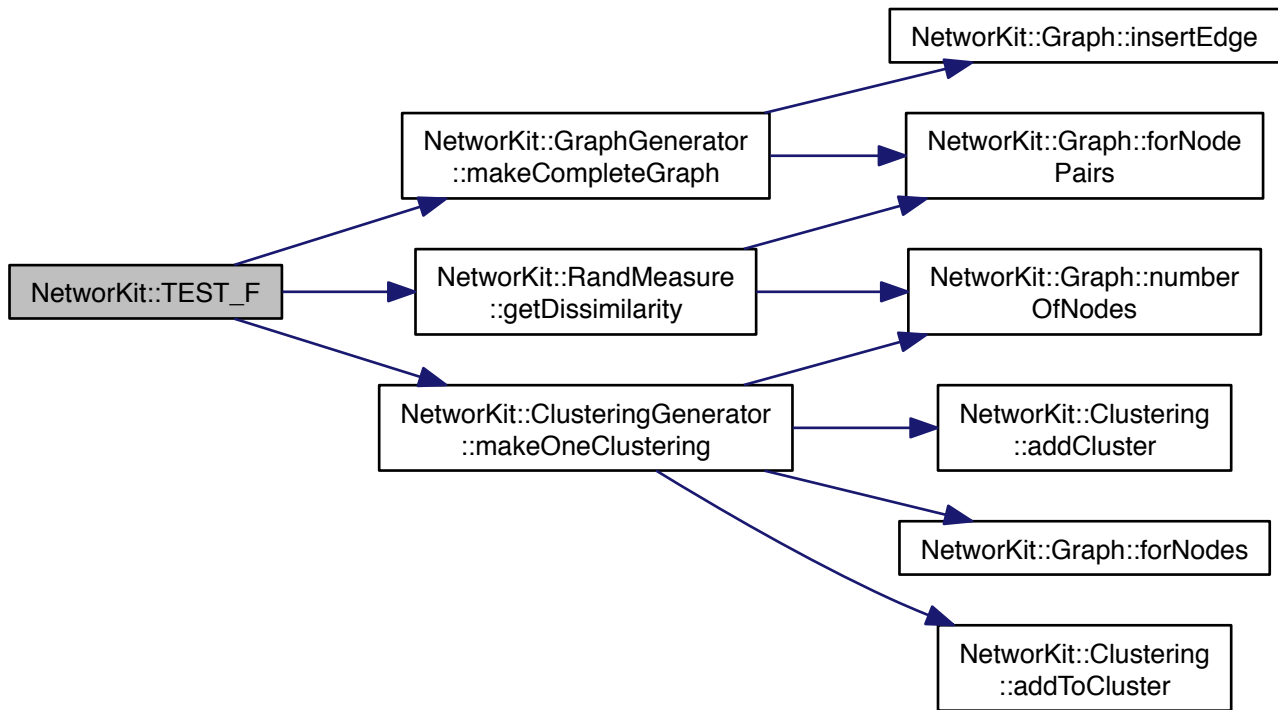 NetworKit::Graph::insertEdge
NetworKit::GraphGenerator
::makeCompleteGraph
NetworKit::Graph::forNode
Pairs
NetworKit::TEST_F
NetworKit::RandMeasure
::getDissimilarity
NetworKit::Graph::number
OfNodes
NetworKit::ClusteringGenerator
::makeOneClustering
NetworKit::Clustering
::addCluster
NetworKit::Graph::forNodes
NetworKit::Clustering
::addToCluster